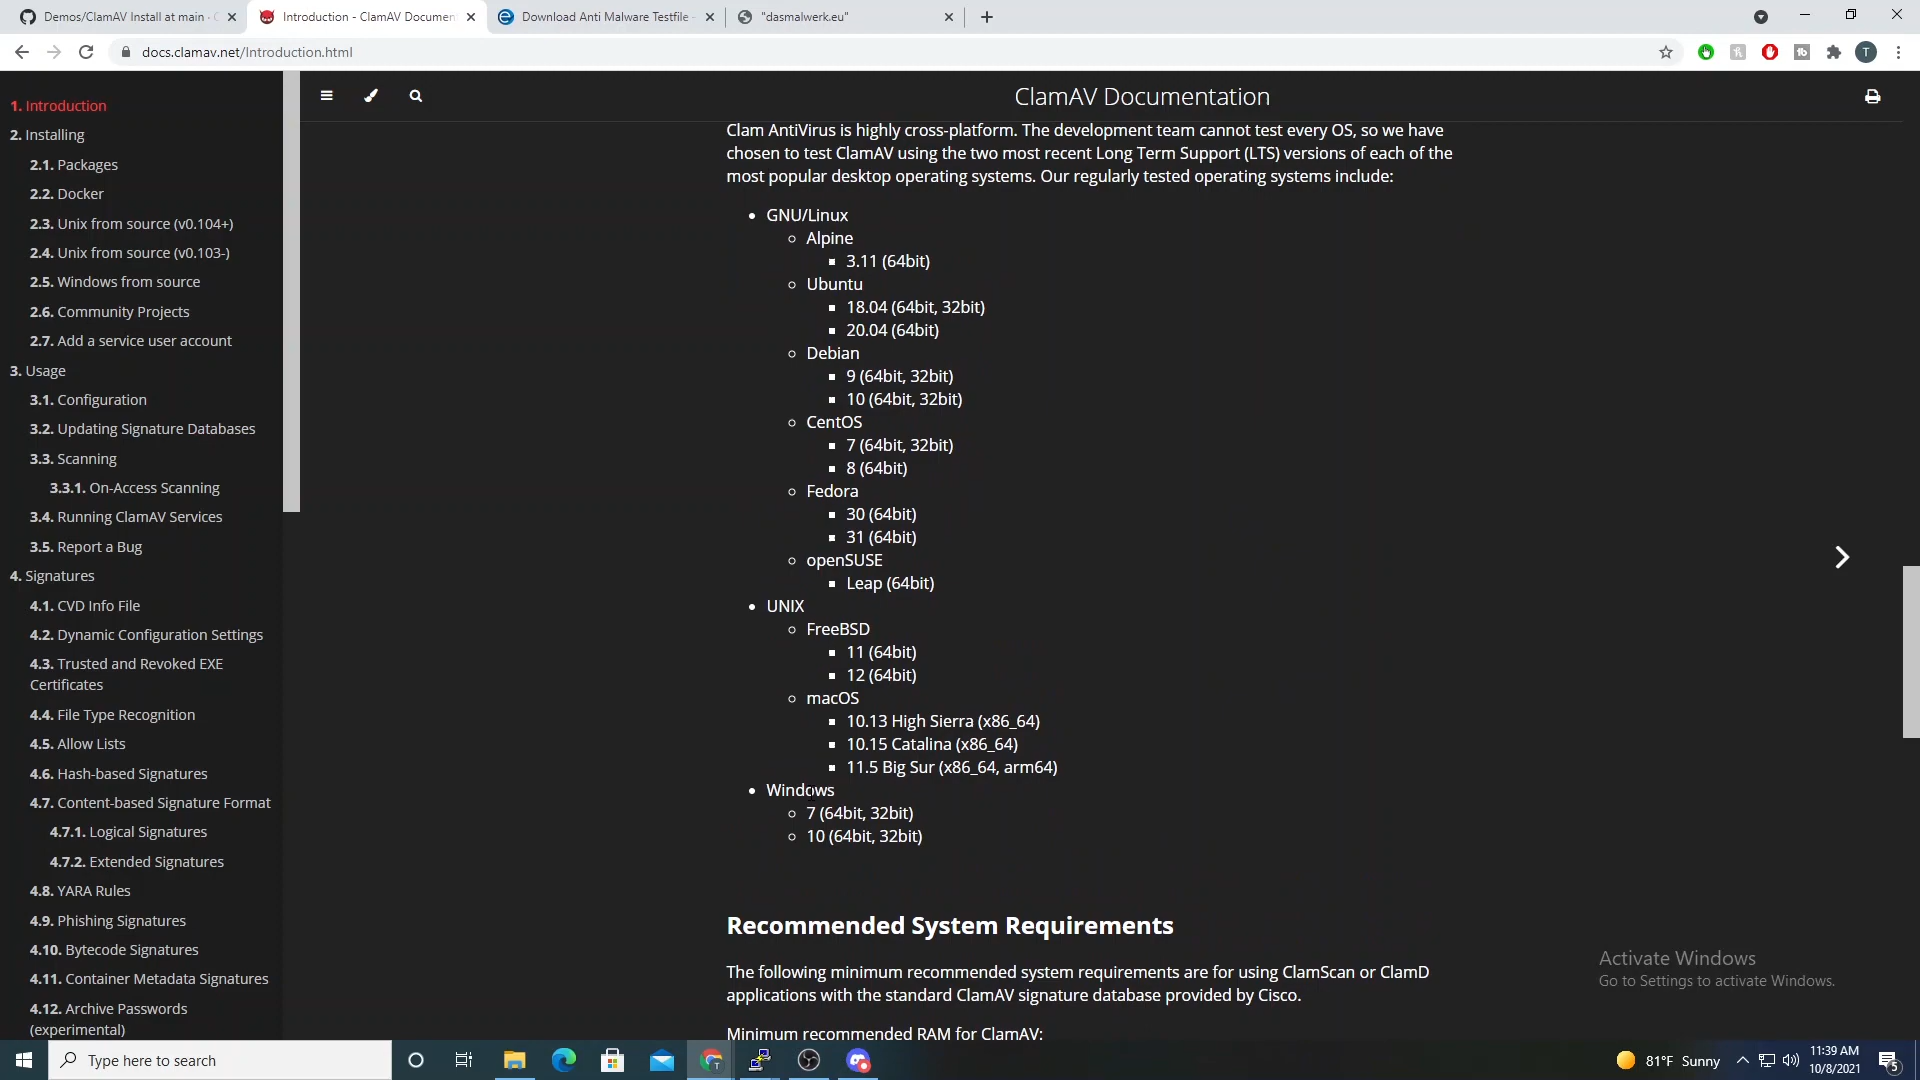 Demos/ClamAV Install at main · C
Introduction - ClamAV Documen
Download Anti Malware Testfile -
"dasmalwerk.eu"
docs.clamav.net/Introduction.html
T
ClamAV Documentation
1. Introduction
2. Installing
2.1. Packages
2.2. Docker
2.3. Unix from source (v0.104+)
2.4. Unix from source (v0.103-)
2.5. Windows from source
2.6. Community Projects
2.7. Add a service user account
3. Usage
3.1. Configuration
3.2. Updating Signature Databases
3.3. Scanning
3.3.1. On-Access Scanning
3.4. Running ClamAV Services
3.5. Report a Bug
4. Signatures
4.1. CVD Info File
4.2. Dynamic Configuration Settings
4.3. Trusted and Revoked EXE
Certificates
4.4. File Type Recognition
4.5. Allow Lists
4.6. Hash-based Signatures
4.7. Content-based Signature Format
4.7.1. Logical Signatures
4.7.2. Extended Signatures
4.8. YARA Rules
4.9. Phishing Signatures
4.10. Bytecode Signatures
4.11. Container Metadata Signatures
4.12. Archive Passwords
(experimental)
Clam AntiVirus is highly cross-platform. The development team cannot test every OS, so we have
chosen to test ClamAV using the two most recent Long Term Support (LTS) versions of each of the
most popular desktop operating systems. Our regularly tested operating systems include:
GNU/Linux
Alpine
3.11 (64bit)
Ubuntu
18.04 (64bit, 32bit)
20.04 (64bit)
Debian
9 (64bit, 32bit)
10 (64bit, 32bit)
CentOS
7 (64bit, 32bit)
8 (64bit)
Fedora
30 (64bit)
31 (64bit)
openSUSE
Leap (64bit)
UNIX
FreeBSD
11 (64bit)
12 (64bit)
macOS
10.13 High Sierra (x86_64)
10.15 Catalina (x86_64)
11.5 Big Sur (x86_64, arm64)
Windows
7 (64bit, 32bit)
10 (64bit, 32bit)
Recommended System Requirements
The following minimum recommended system requirements are for using ClamScan or ClamD
applications with the standard ClamAV signature database provided by Cisco.
Minimum recommended RAM for ClamAV:
Activate Windows
Go to Settings to activate Windows.
Type here to search
81°F Sunny
11:39 AM
10/8/2021
5